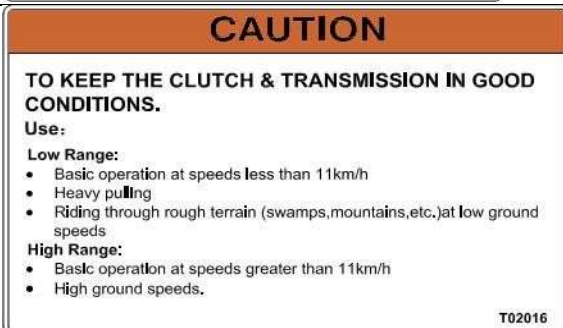 CAUTION
TO KEEP THE CLUTCH & TRANSMISSION IN GOOD
CONDITIONS.
Use:
Low Range:
• Basic operation at speeds less than 11km/h
• Heavy pulling
• Riding through rough terrain (swamps,mountains,etc.)at low ground
speeds
High Range:
• Basic operation at speeds greater than 11km/h
• High ground speeds.
T02016